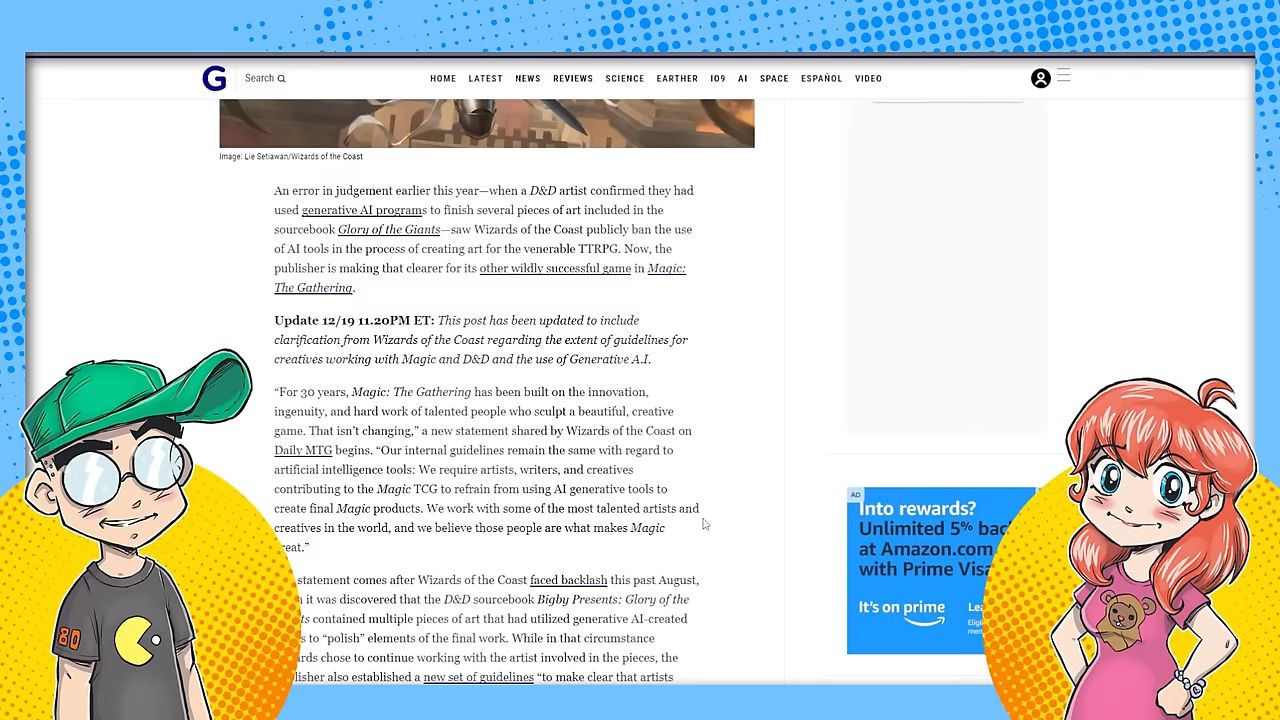 G
Search
HOME LATEST NEWS REVIEWS SCIENCE EARTHER IO9 AI SPACE ESPAÑOL VIDEO
Image: Lie Setiawan/Wizards of the Coast
An error in judgement earlier this year—when a D&D artist confirmed they had
used generative AI programs to finish several pieces of art included in the
sourcebook Glory of the Giants—saw Wizards of the Coast publicly ban the use
of AI tools in the process of creating art for the venerable TTRPG. Now, the
publisher is making that clearer for its other wildly successful game in Magic:
The Gathering.
Update 12/19 11.20PM ET: This post has been updated to include
clarification from Wizards of the Coast regarding the extent of guidelines for
creatives working with Magic and D&D and the use of Generative A.I.
“For 30 years, Magic: The Gathering has been built on the innovation,
ingenuity, and hard work of talented people who sculpt a beautiful, creative
game. That isn’t changing,” a new statement shared by Wizards of the Coast on
Daily MTG begins. “Our internal guidelines remain the same with regard to
artificial intelligence tools: We require artists, writers, and creatives
contributing to the Magic TCG to refrain from using AI generative tools to
create final Magic products. We work with some of the most talented artists and
creatives in the world, and we believe those people are what makes Magic
reat.”
statement comes after Wizards of the Coast faced backlash this past August,
it was discovered that the D&D sourcebook Bigby Presents: Glory of the
contained multiple pieces of art that had utilized generative AI-created
to “polish” elements of the final work. While in that circumstance
chose to continue working with the artist involved in the pieces, the
also established a new set of guidelines “to make clear that artists
AD
Into rewards?
Unlimited 5% bac
at Amazon.com
with Prime Visa
It's on prime
80